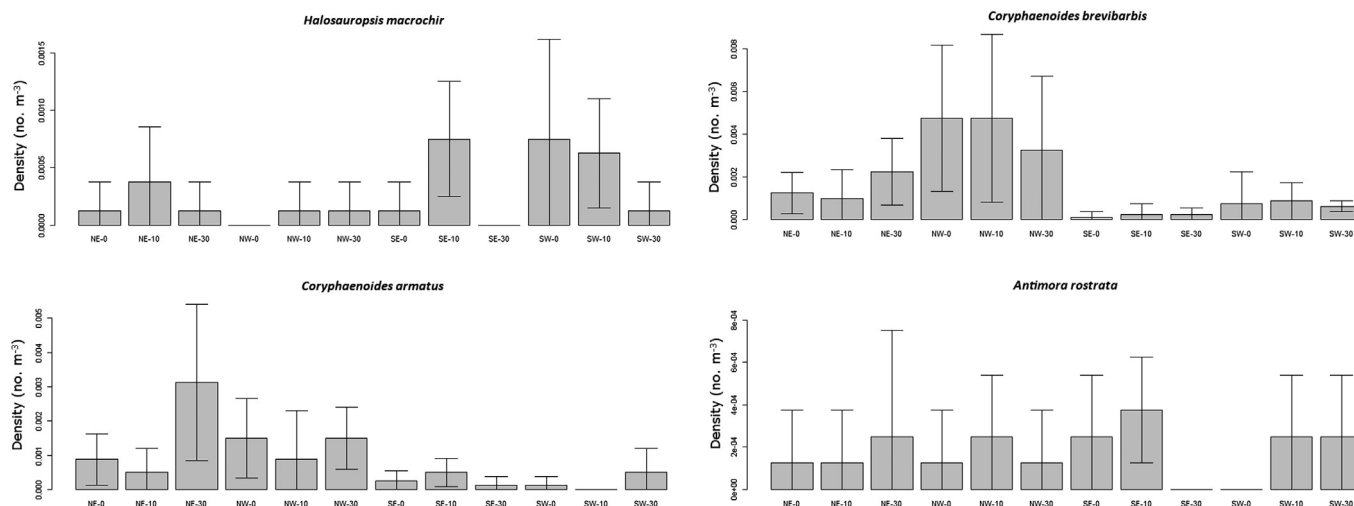 Halosauropsis macrochir
Density (no. m⁻³)
0.0015
0.0010
0.0005
0.0000
NE-0 NE-10 NE-30 NW-0 NW-10 NW-30 SE-0 SE-10 SE-30 SW-0 SW-10 SW-30
Coryphaenoides brevibarbis
Density (no. m⁻³)
0.008
0.006
0.004
0.002
0.000
NE-0 NE-10 NE-30 NW-0 NW-10 NW-30 SE-0 SE-10 SE-30 SW-0 SW-10 SW-30
Coryphaenoides armatus
Density (no. m⁻³)
0.005
0.004
0.003
0.002
0.001
0.000
NE-0 NE-10 NE-30 NW-0 NW-10 NW-30 SE-0 SE-10 SE-30 SW-0 SW-10 SW-30
Antimora rostrata
Density (no. m⁻³)
8e-04
6e-04
4e-04
2e-04
0e+00
NE-0 NE-10 NE-30 NW-0 NW-10 NW-30 SE-0 SE-10 SE-30 SW-0 SW-10 SW-30